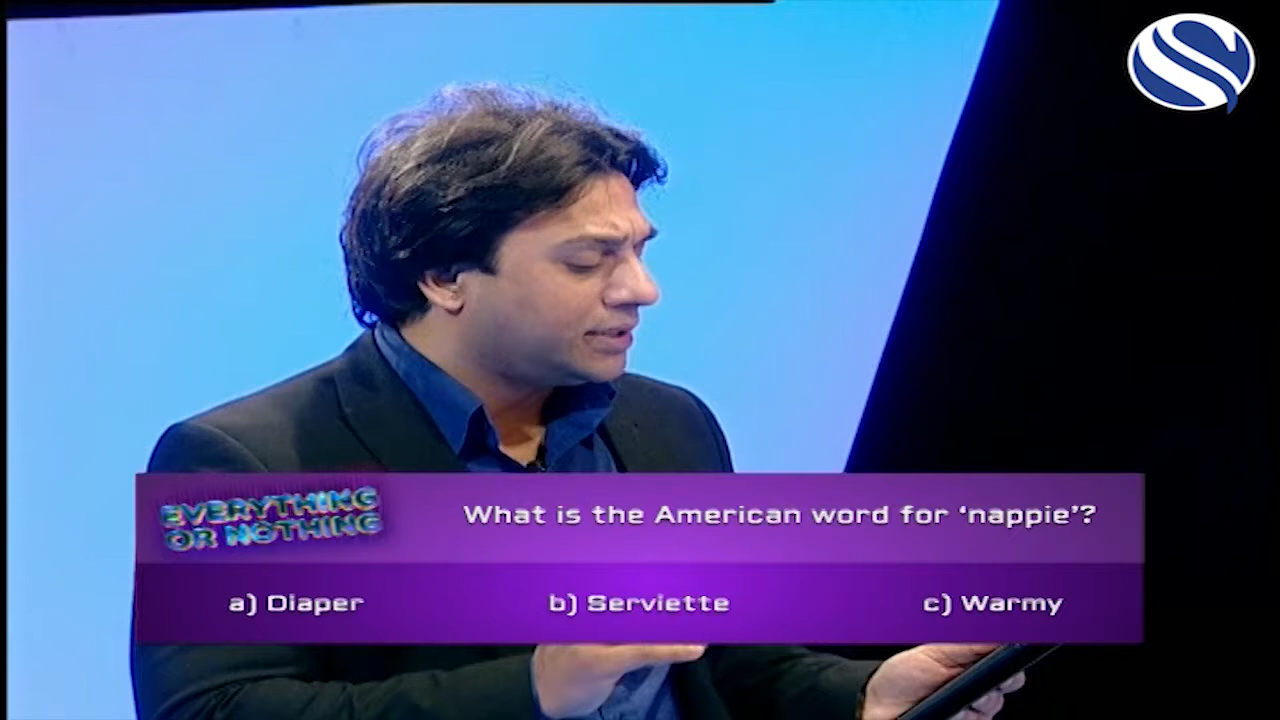 EVERYTHING
OR NOTHING
What is the American word for ‘nappie’?
a) Diaper
b) Serviette
c) Warmy
S